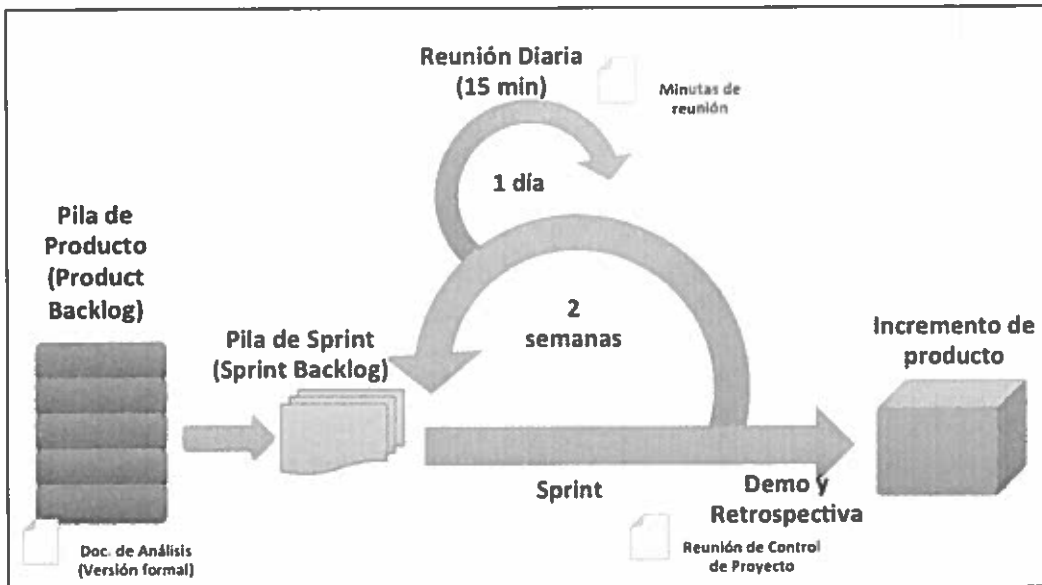 Reunión Diaria
(15 min)
Minutas de
reunión
1 día
Pila de
Producto
(Product
Backlog)
2
semanas
Pila de Sprint
(Sprint Backlog)
Incremento de
producto
Sprint
Demo y
Retrospectiva
Doc. de Análisis
(Versión formal)
Reunión de Control
de Proyecto